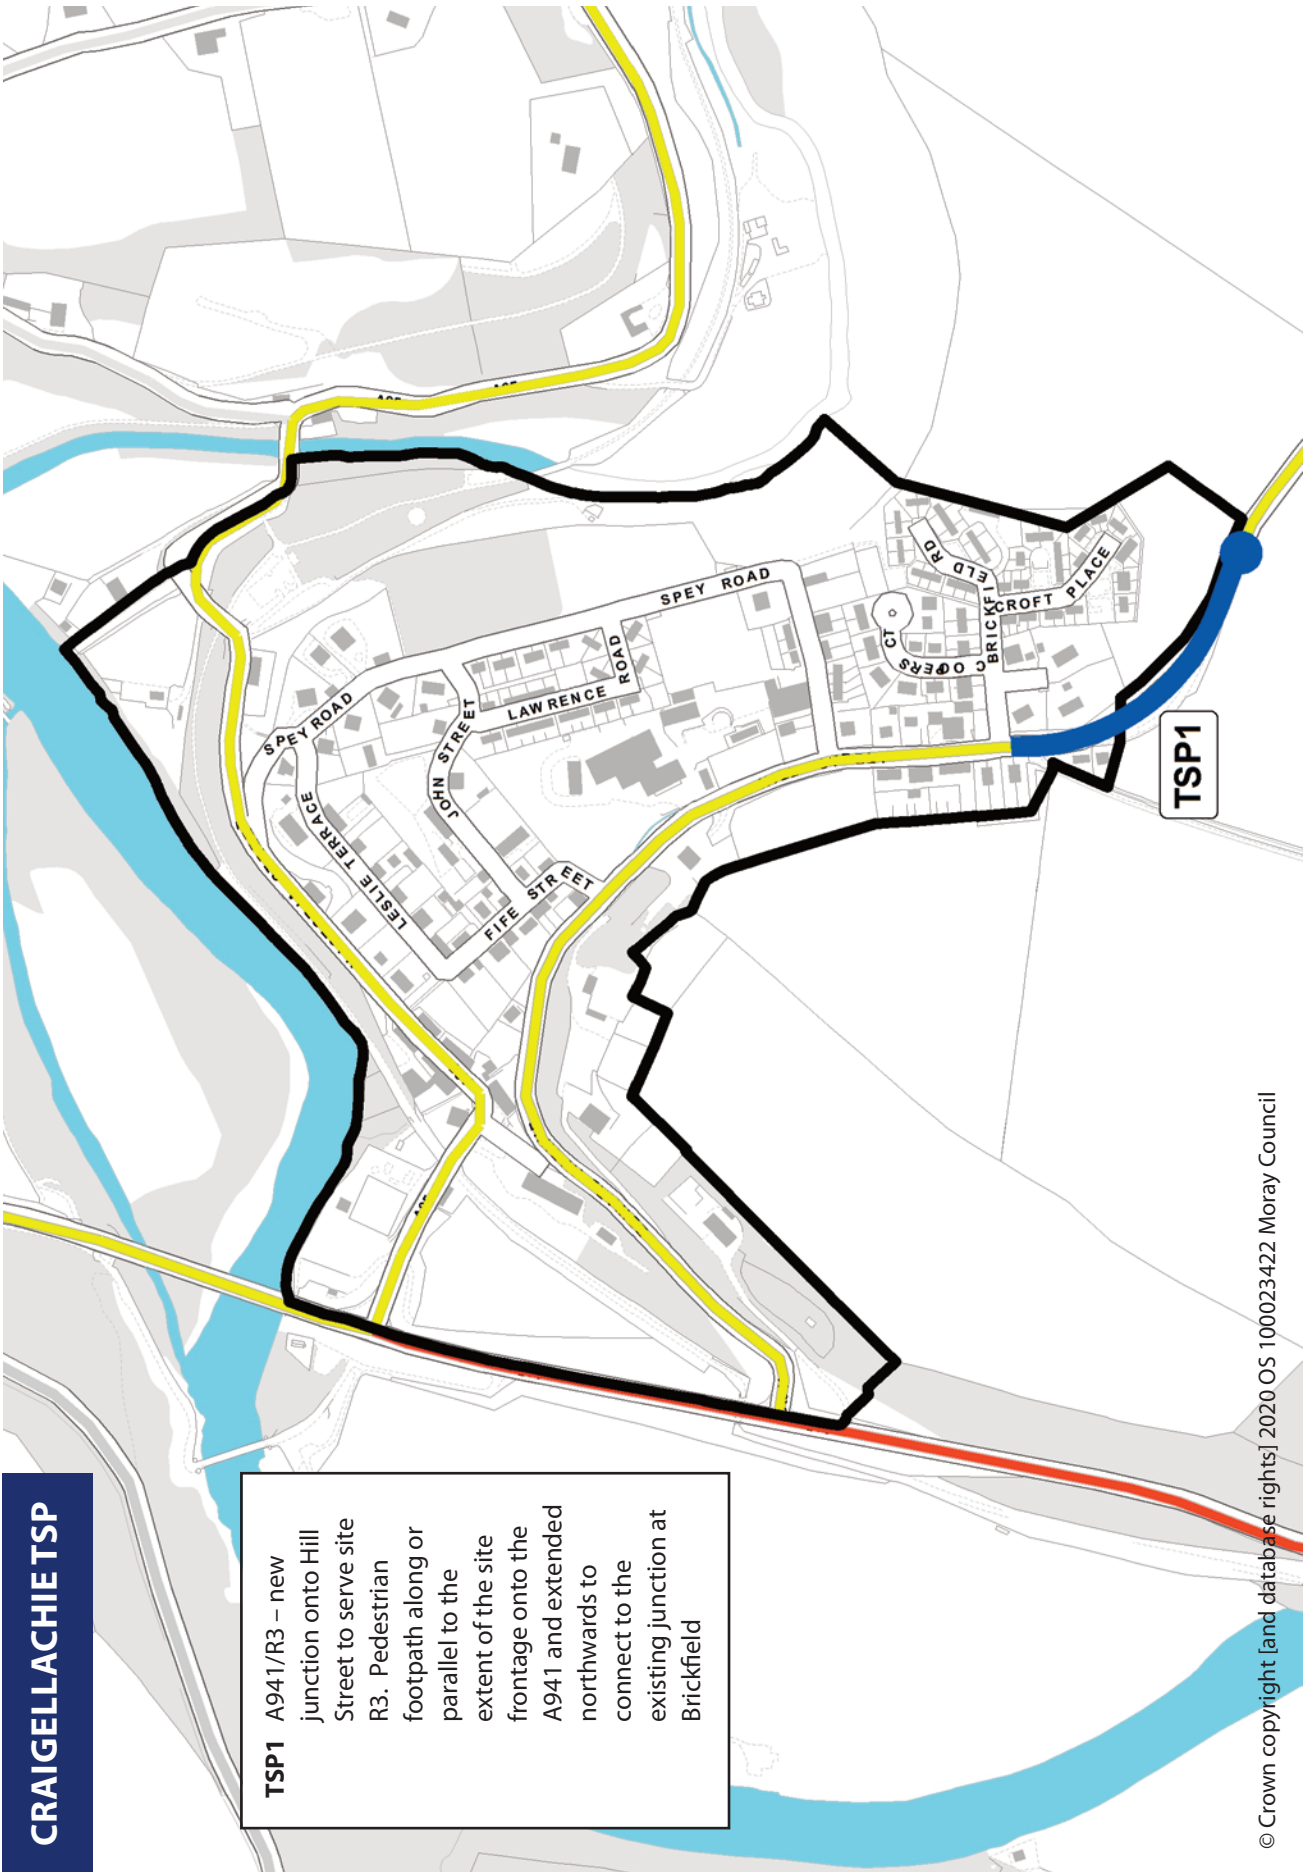 CRAIGELLACHIE TSP
TSP1 A941/R3 – new
junction onto Hill
Street to serve site
R3. Pedestrian
footpath along or
parallel to the
extent of the site
frontage onto the
A941 and extended
northwards to
connect to the
existing junction at
Brickfield
SPEY ROAD
LESLIE TERRACE
JOHN STREET
FIFE STREET
LAWRENCE ROAD
SPEY ROAD
COOPERS CT
BRICKFIELD RD
CROFT PLACE
TSP1
© Crown copyright [and database rights] 2020 OS 100023422 Moray Council